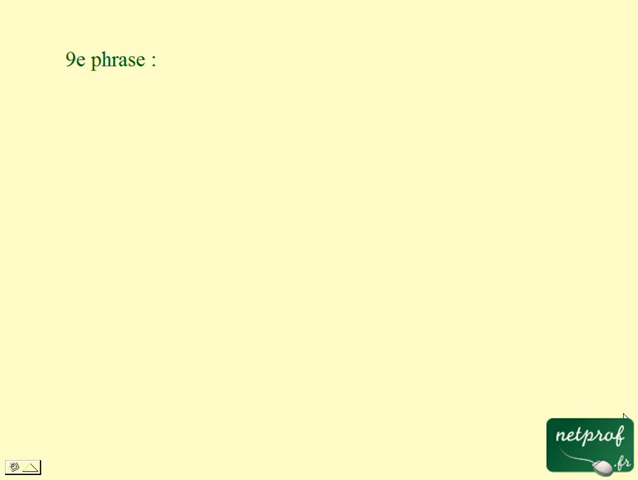 9e phrase :
netprof
.fr